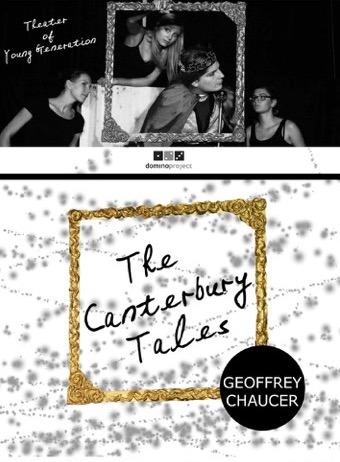 Theater
of
Young Generation
dominoproject
The
Canterbury
Tales
GEOFFREY
CHAUCER